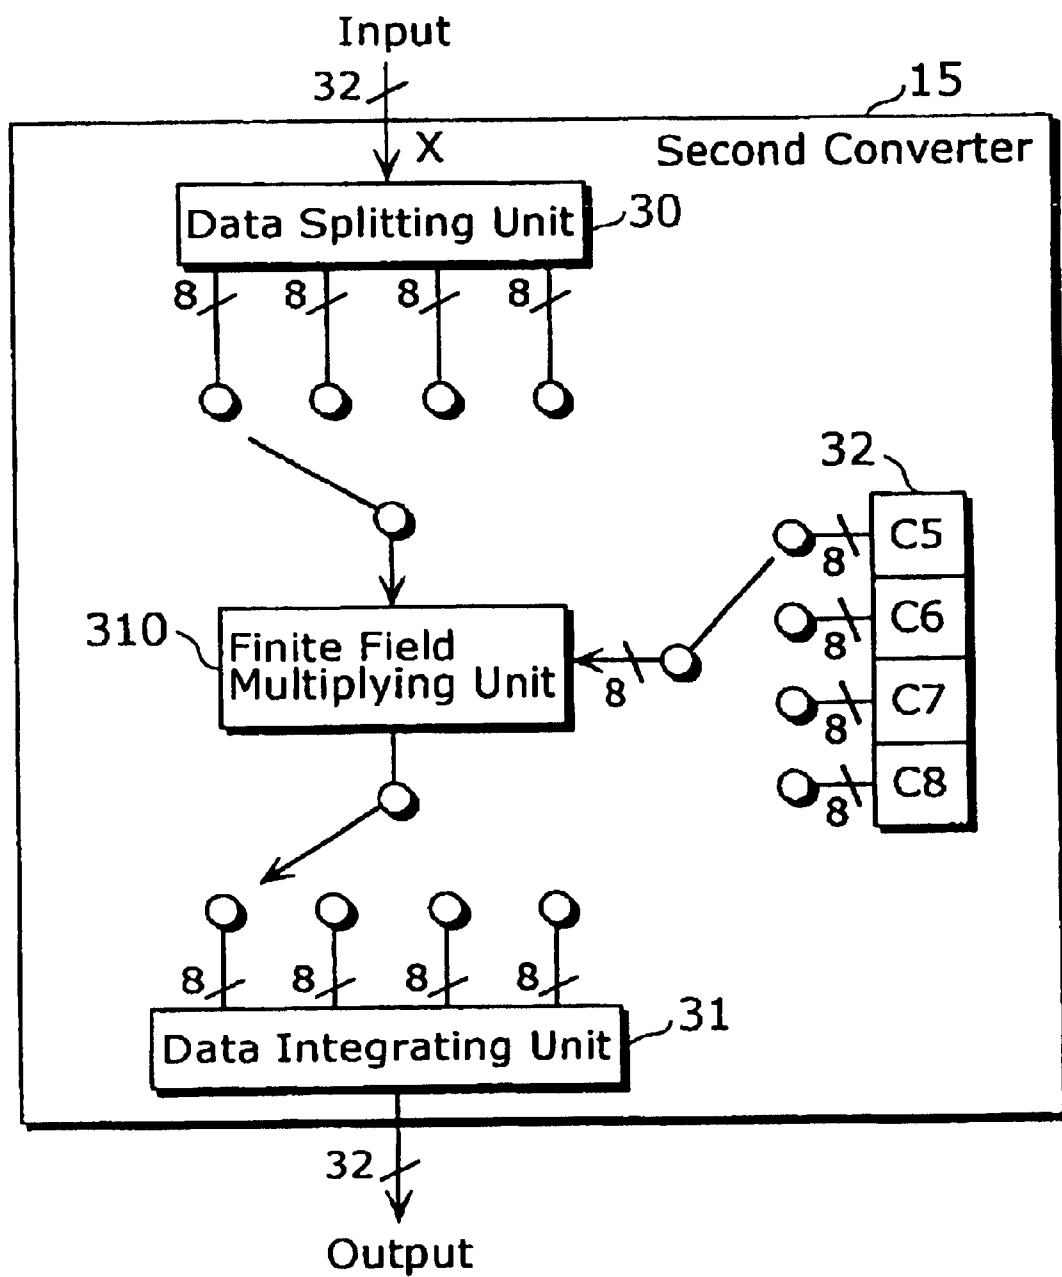 Input
32
15
X
Second Converter
Data Splitting Unit
30
8 8 8 8
32
C5
8
C6
8
C7
8
C8
8
310
Finite Field
Multiplying Unit
8
8 8 8 8
Data Integrating Unit
31
32
Output